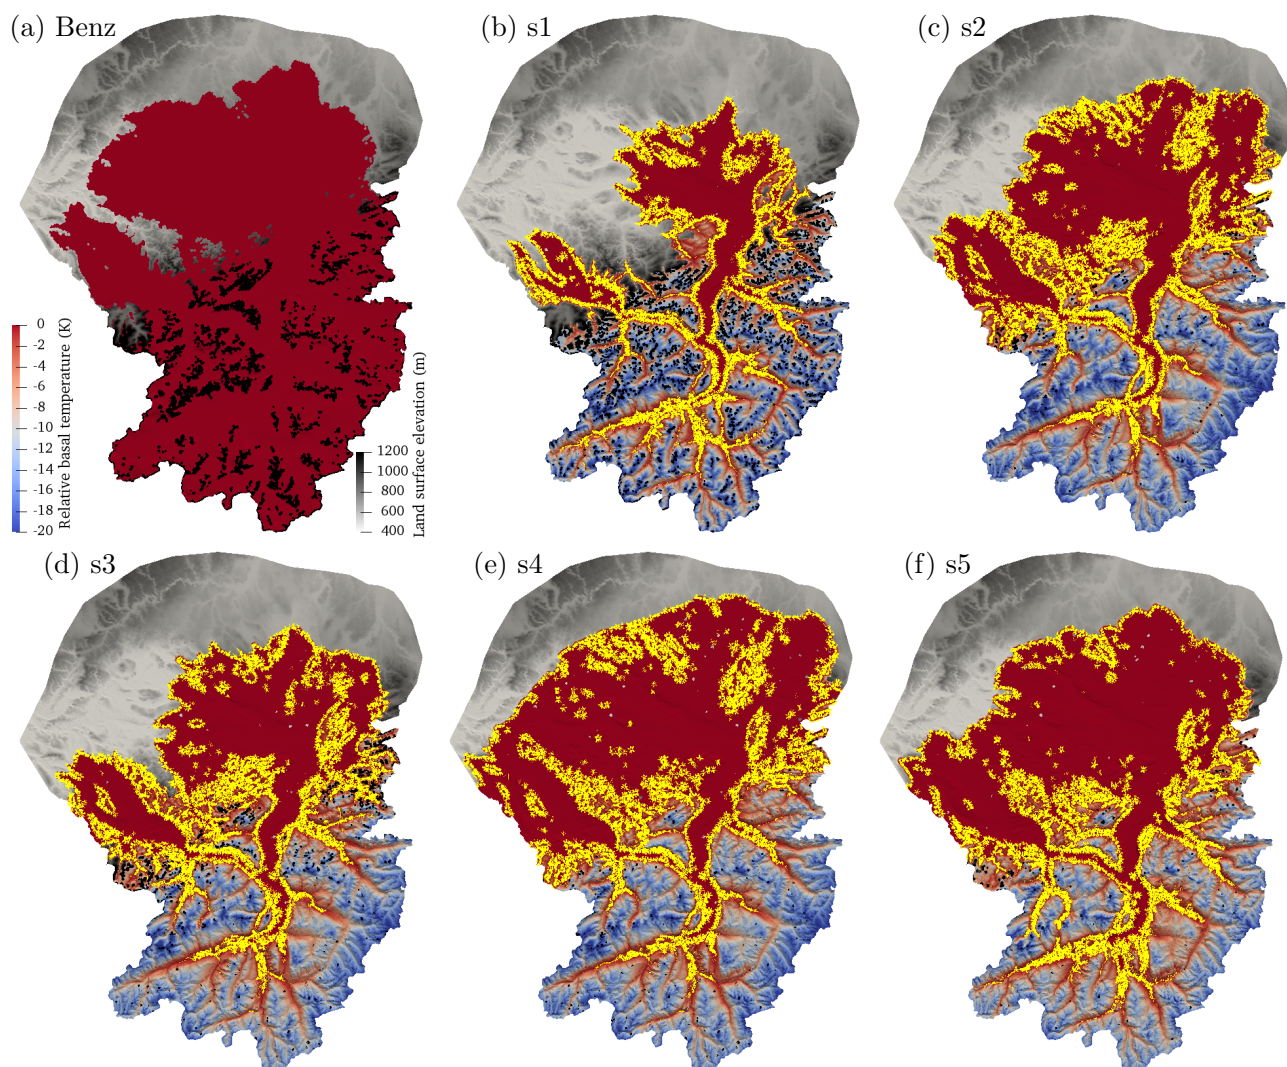 (a) Benz
(b) s1
(c) s2
0
-2
-4
-6
-8
-10
-12
-14
-16
-18
-20
Relative basal temperature (K)
1200
1000
800
600
400
Land surface elevation (m)
(d) s3
(e) s4
(f) s5